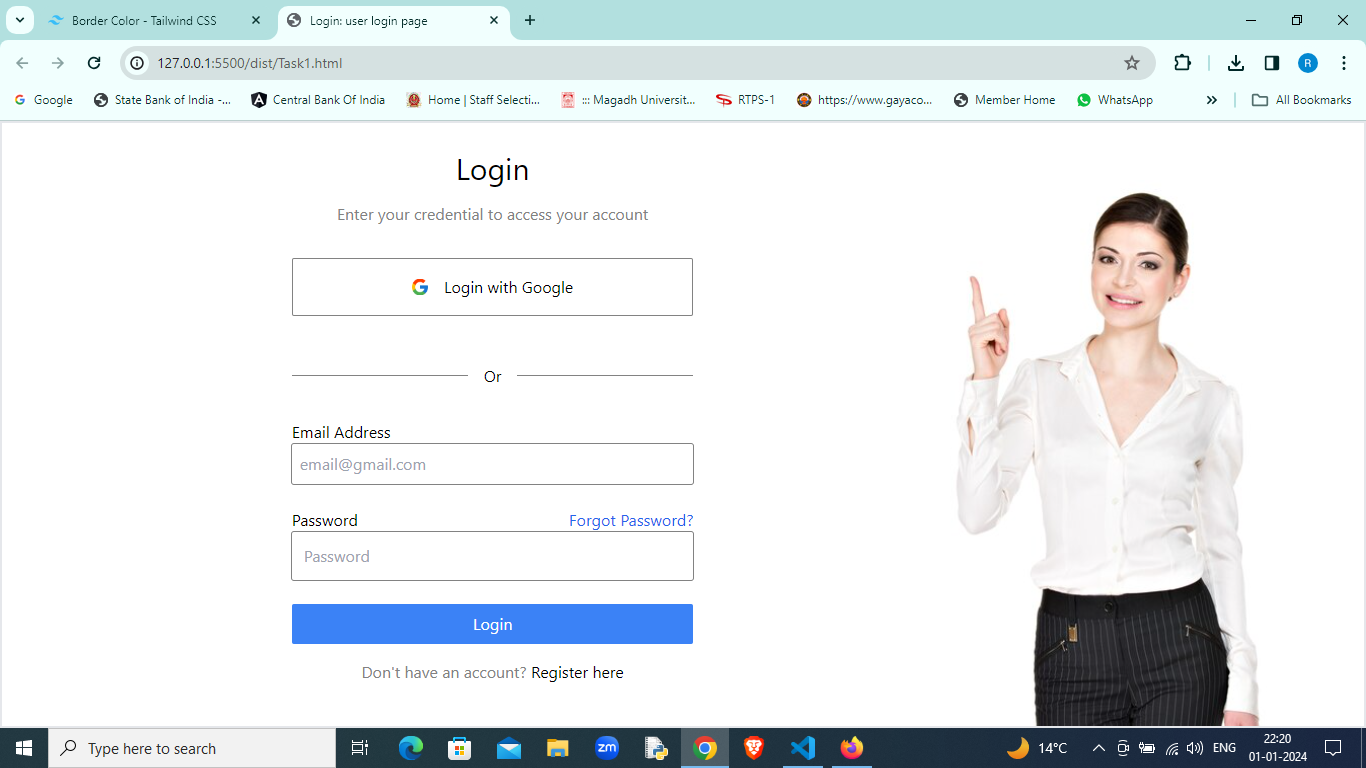 Border Color - Tailwind CSS
Login: user login page
127.0.0.1:5500/dist/Task1.html
R
Google
State Bank of India -...
Central Bank Of India
Home | Staff Selecti...
::: Magadh Universit...
RTPS-1
https://www.gayaco...
Member Home
WhatsApp
All Bookmarks
Login
Enter your credential to access your account
Login with Google
Or
Email Address
email@gmail.com
Password Forgot Password?
Password
Login
Don't have an account? Register here
Type here to search
zm
14°C
ENG
22:20
01-01-2024